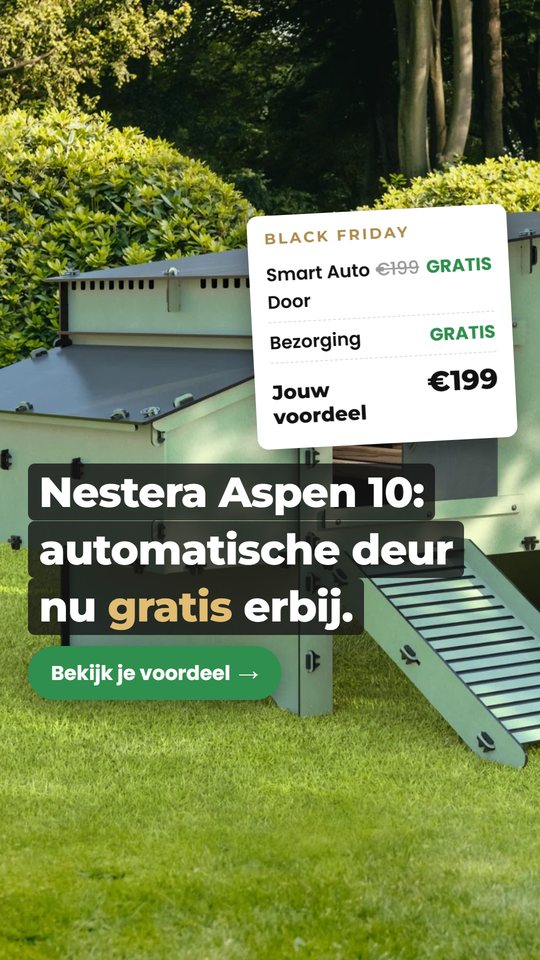 BLACK FRIDAY
Smart Auto €199 GRATIS
Door
Bezorging GRATIS
Jouw €199
voordeel
Nestera Aspen 10:
automatische deur
nu gratis erbij.
Bekijk je voordeel →